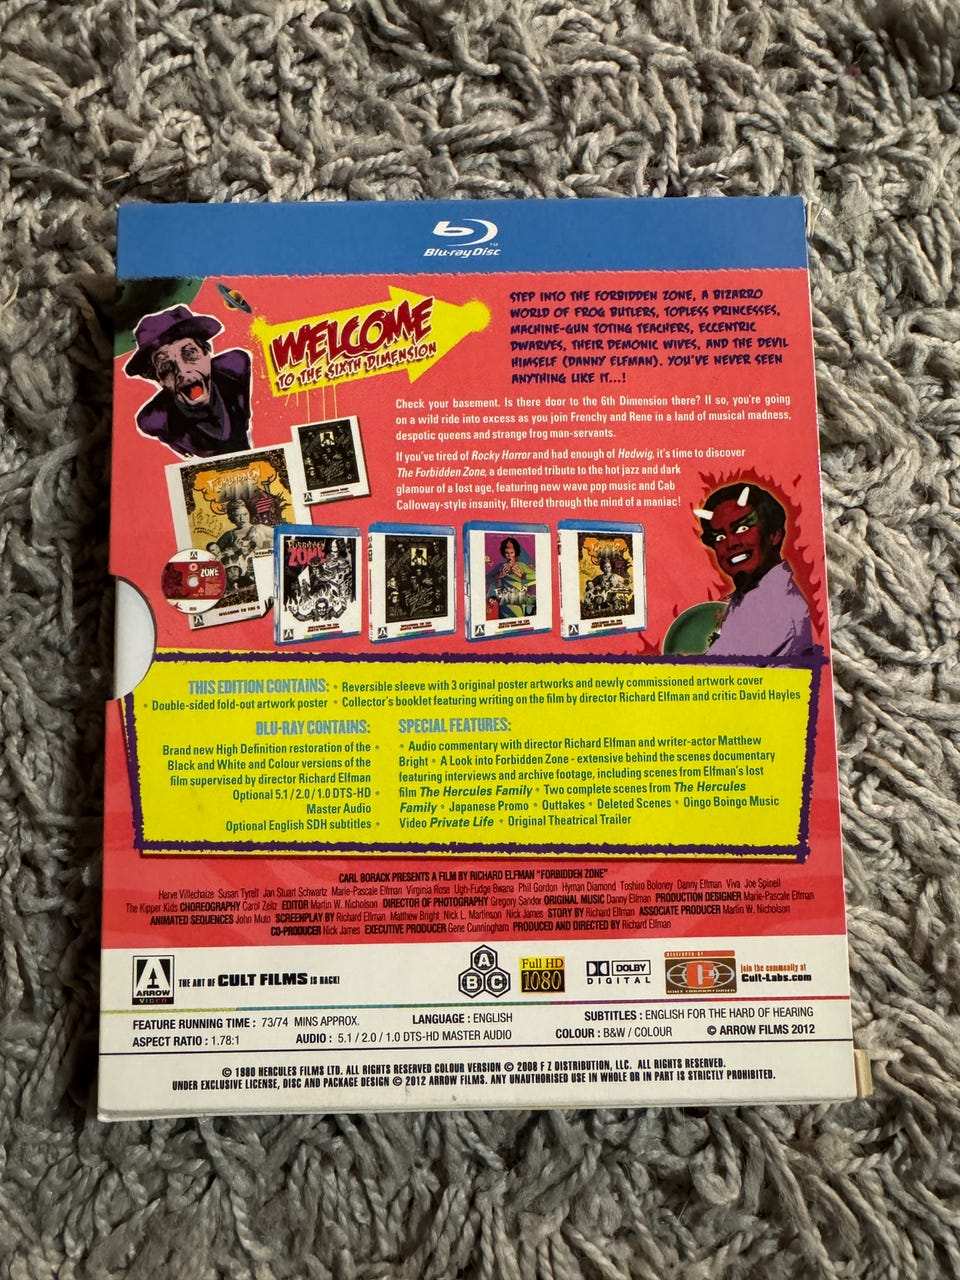 Blu-ray Disc™
WELCOME
TO THE SIXTH DIMENSION
STEP INTO THE FORBIDDEN ZONE, A BIZARRO
WORLD OF FROG BUTLERS, TOPLESS PRINCESSES,
MACHINE-GUN TOTING TEACHERS, ECCENTRIC
DWARVES, THEIR DEMONIC WIVES, AND THE DEVIL
HIMSELF (DANNY ELFMAN). YOU'VE NEVER SEEN
ANYTHING LIKE IT...!
Check your basement. Is there door to the 6th Dimension there? If so, you're going
on a wild ride into excess as you join Frenchy and Rene in a land of musical madness,
despotic queens and strange frog man-servants.
If you've tired of Rocky Horror and had enough of Hedwig, it's time to discover
The Forbidden Zone, a demented tribute to the hot jazz and dark
glamour of a lost age, featuring new wave pop music and Cab
Calloway-style insanity, filtered through the mind of a maniac!
THIS EDITION CONTAINS: • Reversible sleeve with 3 original poster artworks and newly commissioned artwork cover
• Double-sided fold-out artwork poster • Collector's booklet featuring writing on the film by director Richard Elfman and critic David Hayles
BLU-RAY CONTAINS:
Brand new High Definition restoration of the •
Black and White and Colour versions of the
film supervised by director Richard Elfman
Optional 5.1 / 2.0 / 1.0 DTS-HD •
Master Audio
Optional English SDH subtitles •
SPECIAL FEATURES:
• Audio commentary with director Richard Elfman and writer-actor Matthew
Bright • A Look into Forbidden Zone - extensive behind the scenes documentary
featuring interviews and archive footage, including scenes from Elfman's lost
film The Hercules Family • Two complete scenes from The Hercules
Family • Japanese Promo • Outtakes • Deleted Scenes • Oingo Boingo Music
Video Private Life • Original Theatrical Trailer
CARL BORACK PRESENTS A FILM BY RICHARD ELFMAN "FORBIDDEN ZONE"
Herve Villechaize Susan Tyrell Jan Stuart Schwartz Marie-Pascale Elfman Virginia Rose Ugh-Fudge Bwana Phil Gordon Hyman Diamond Toshiro Boloney Danny Elfman Viva Joe Spinell
The Kipper Kids CHOREOGRAPHY Carol Zeitz EDITOR Martin W. Nicholson DIRECTOR OF PHOTOGRAPHY Gregory Sandor ORIGINAL MUSIC Danny Elfman PRODUCTION DESIGNER Marie-Pascale Elfman
ANIMATED SEQUENCES John Muto SCREENPLAY BY Richard Elfman Matthew Bright Nick L. Martinson Nick James STORY BY Richard Elfman ASSOCIATE PRODUCER Martin W. Nicholson
CO-PRODUCER Nick James EXECUTIVE PRODUCER Gene Cunningham PRODUCED AND DIRECTED BY Richard Elfman
ARROW
VIDEO
THE ART OF CULT FILMS IS BACK!
A
B C
Full HD
1080
DOLBY
DIGITAL
join the community at
Cult-Labs.com
FEATURE RUNNING TIME : 73/74 MINS APPROX. LANGUAGE : ENGLISH SUBTITLES : ENGLISH FOR THE HARD OF HEARING
ASPECT RATIO : 1.78:1 AUDIO : 5.1 / 2.0 / 1.0 DTS-HD MASTER AUDIO COLOUR : B&W / COLOUR © ARROW FILMS 2012
© 1980 HERCULES FILMS LTD. ALL RIGHTS RESERVED COLOUR VERSION © 2008 F Z DISTRIBUTION, LLC. ALL RIGHTS RESERVED.
UNDER EXCLUSIVE LICENSE, DISC AND PACKAGE DESIGN © 2012 ARROW FILMS. ANY UNAUTHORISED USE IN WHOLE OR IN PART IS STRICTLY PROHIBITED.